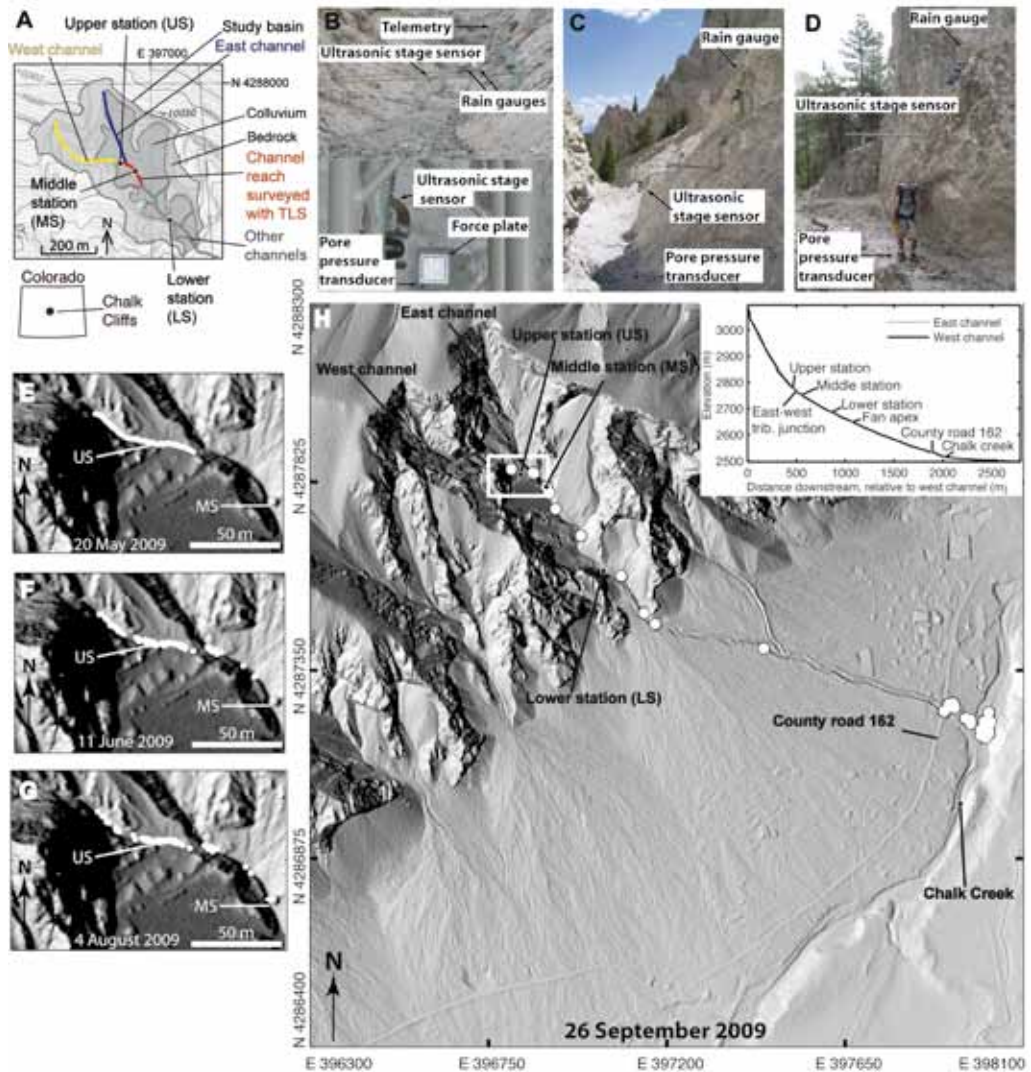 A
Upper station (US)
Study basin
West channel
E 397000
East channel
N 4288000
10000
10050
Colluvium
Bedrock
Channel
reach
surveyed
with TLS
Middle
station (MS)
N
200 m
Other
channels
Lower
station
(LS)
Colorado
Chalk
Cliffs
B
Telemetry
Ultrasonic stage sensor
Rain gauges
Ultrasonic stage
sensor
Force plate
Pore
pressure
transducer
C
Rain gauge
Ultrasonic
stage sensor
Pore pressure
transducer
D
Rain
gauge
Ultrasonic stage sensor
Pore
pressure
transducer
E
N
US
MS
20 May 2009
50 m
F
N
US
MS
11 June 2009
50 m
G
N
US
MS
4 August 2009
50 m
H
East channel
Upper station (US)
West channel
Middle station (MS)
Lower station (LS)
County road 162
Chalk Creek
N
26 September 2009
N 4288300
N 4287825
N 4287350
N 4286875
N 4286400
E 396300
E 396750
E 397200
E 397650
E 398100
Elevation (m)
3000
2900
2800
2700
2600
2500
East channel
West channel
Upper station
Middle station
East-west
trib. junction
Lower station
Fan apex
County road 162
Chalk creek
0
500
1000
1500
2000
2500
Distance downstream, relative to west channel (m)